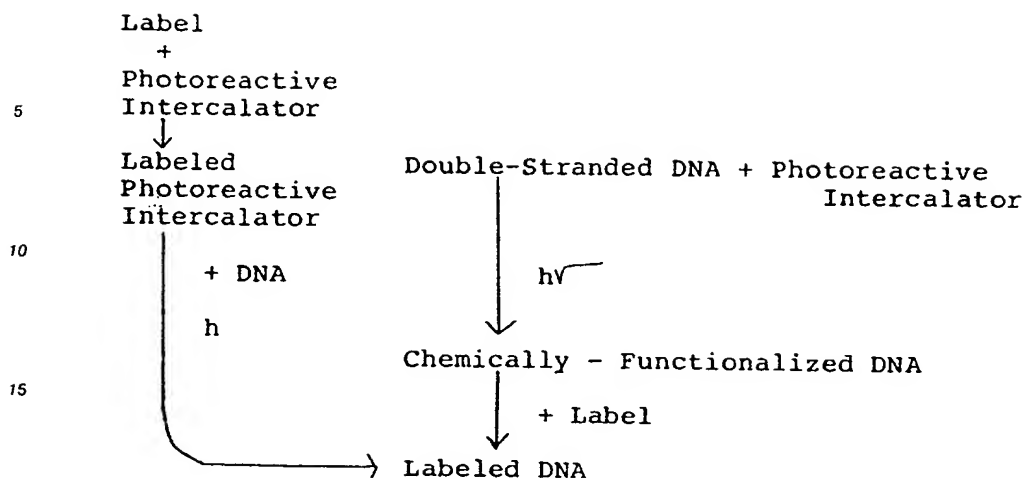 Label
+
Photoreactive
5 Intercalator
Labeled
Photoreactive
Intercalator
Double-Stranded DNA + Photoreactive
Intercalator
10
+ DNA
h
hν
Chemically - Functionalized DNA
15
+ Label
Labeled DNA